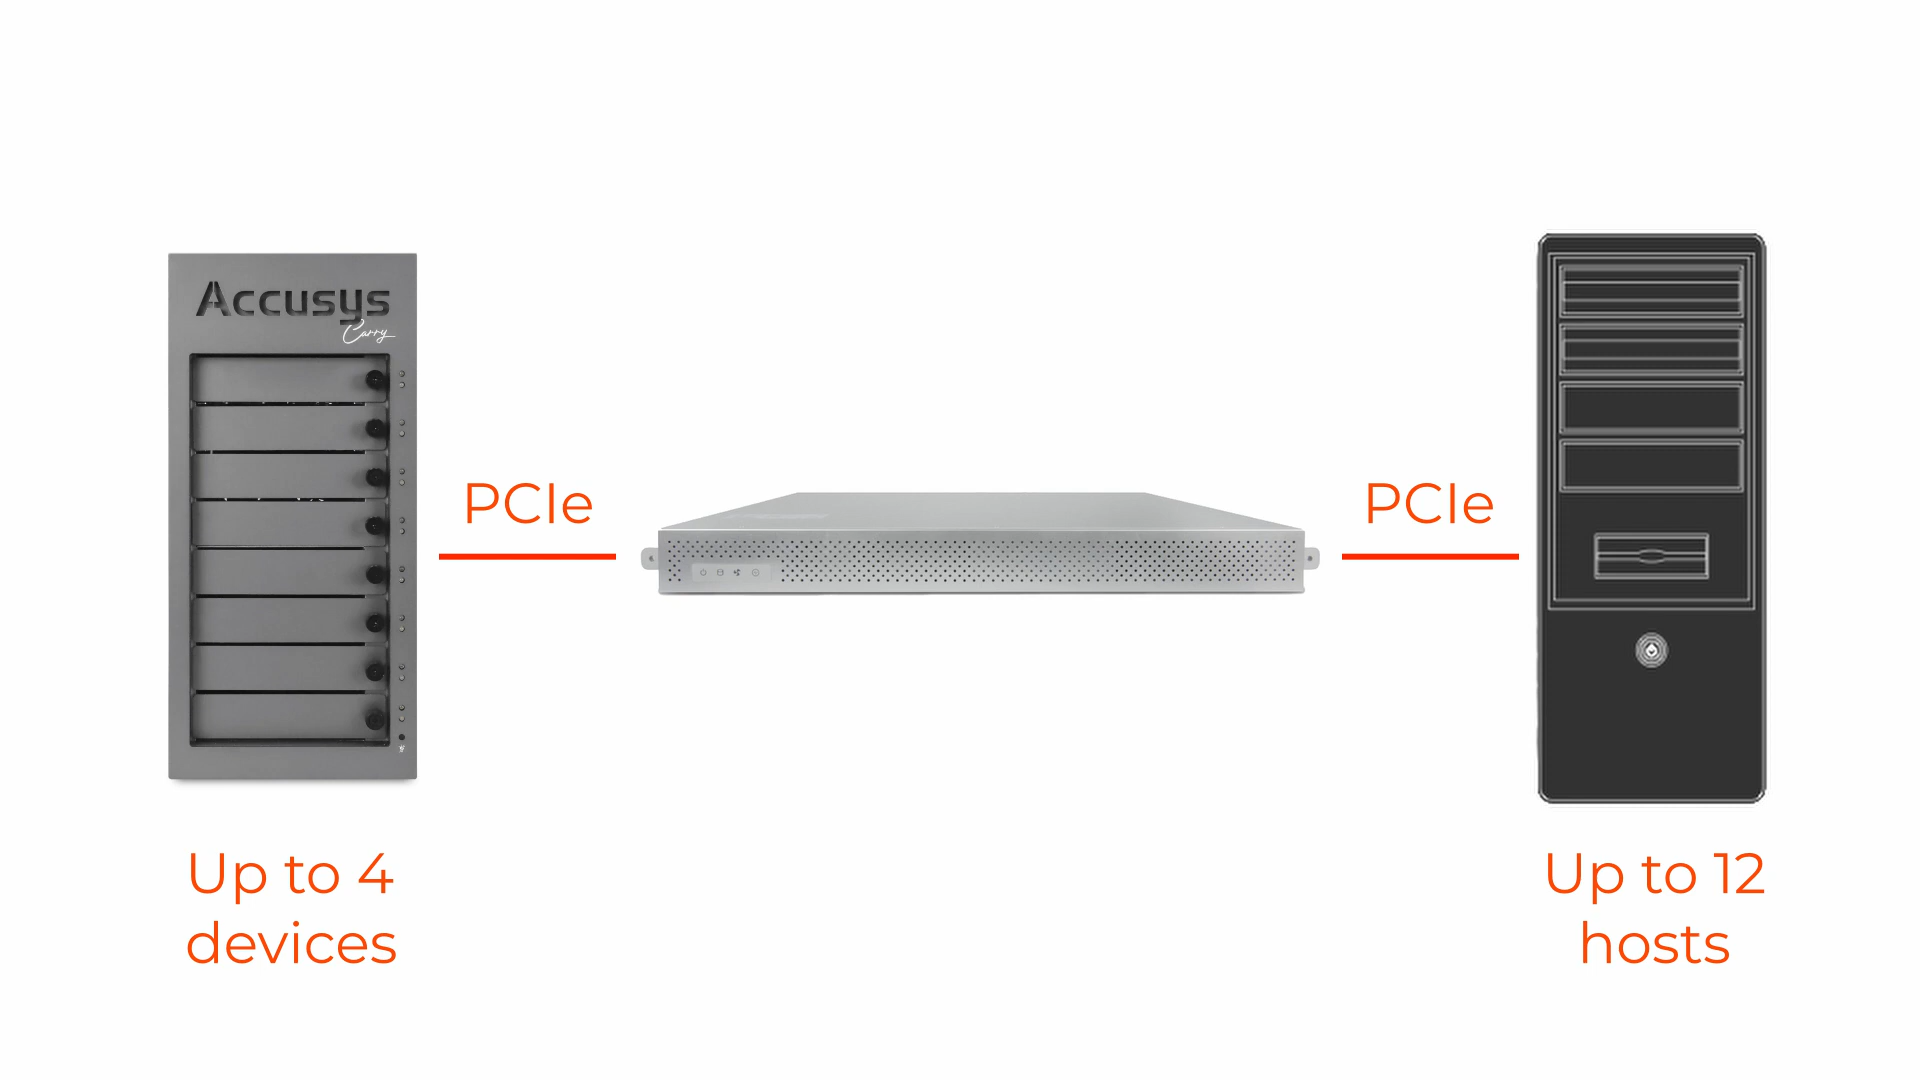 Accusys
Carry
PCIe
PCIe
Up to 4
devices
Up to 12
hosts